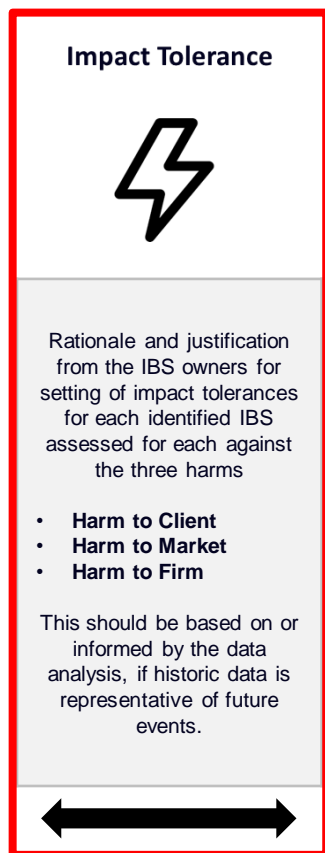 Impact Tolerance
Rationale and justification
from the IBS owners for
setting of impact tolerances
for each identified IBS
assessed for each against
the three harms
• Harm to Client
• Harm to Market
• Harm to Firm
This should be based on or
informed by the data
analysis, if historic data is
representative of future
events.